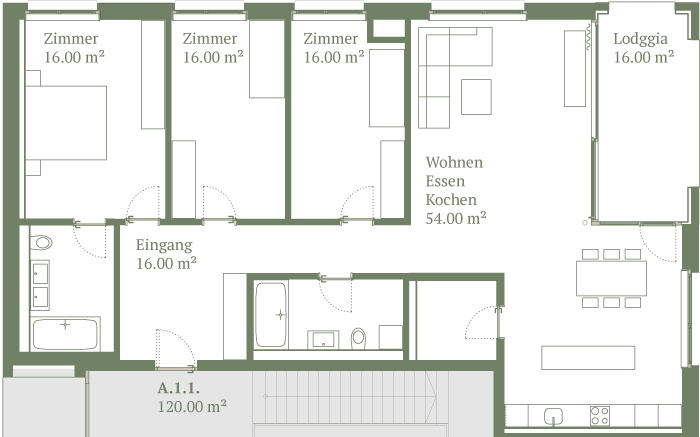 Zimmer
16.00 m²
Zimmer
16.00 m²
Zimmer
16.00 m²
Lodggia
16.00 m²
Wohnen
Essen
Kochen
54.00 m²
Eingang
16.00 m²
A.1.1.
120.00 m²